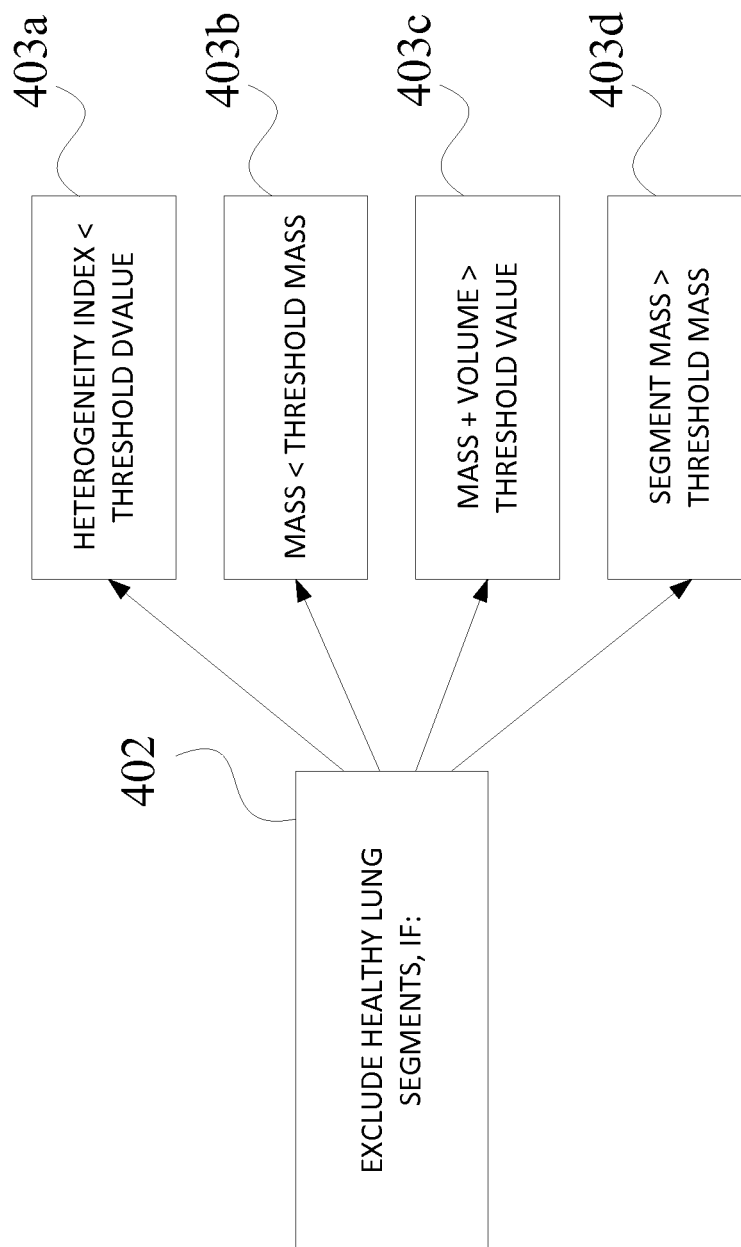 402
EXCLUDE HEALTHY LUNG
SEGMENTS, IF:
403a
HETEROGENEITY INDEX <
THRESHOLD DVALUE
403b
MASS < THRESHOLD MASS
403c
MASS + VOLUME >
THRESHOLD VALUE
403d
SEGMENT MASS >
THRESHOLD MASS